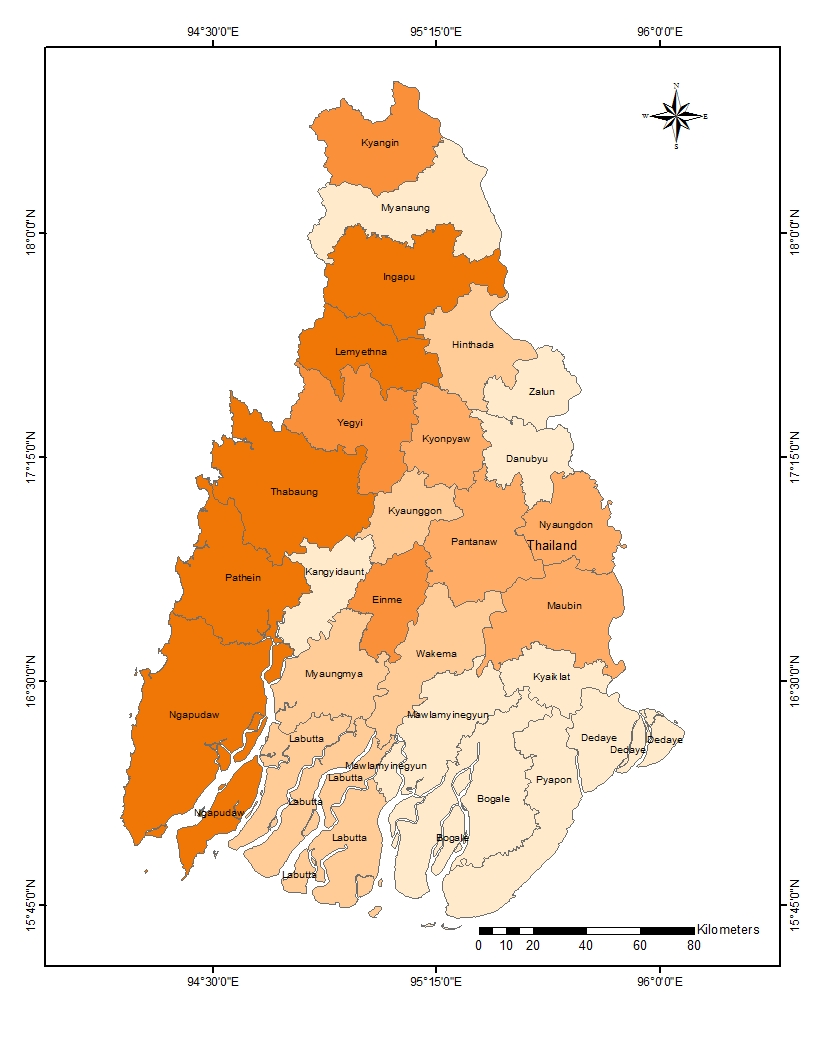 94°30'0"E 95°15'0"E 96°0'0"E
N
W E
S
Kyangin
Myanaung
18°0'0"N 18°0'0"N
Ingapu
Hinthada
Lemyethna
Zalun
Yegyi
Kyonpyaw
17°15'0"N 17°15'0"N
Danubyu
Thabaung
Kyaunggon
Nyaungdon
Pantanaw
Thailand
Kangyidaunt
Pathein
Einme
Maubin
Wakema
Myaungmya
Kyaiklat
16°30'0"N 16°30'0"N
Ngapudaw
Mawlamyinegyun
Labutta
Dedaye
Dedaye
Dedaye
Mawlamyinegyun
Labutta
Pyapon
Labutta
Bogale
Ngapudaw
Labutta
Bogale
Labutta
15°45'0"N 15°45'0"N
Kilometers
0 10 20 40 60 80
94°30'0"E 95°15'0"E 96°0'0"E